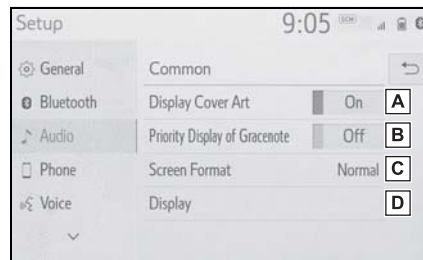 Setup
9:05
General
Bluetooth
Audio
Phone
Voice
Common
Display Cover Art
On
A
Priority Display of Gracenote
Off
B
Screen Format
Normal
C
Display
D